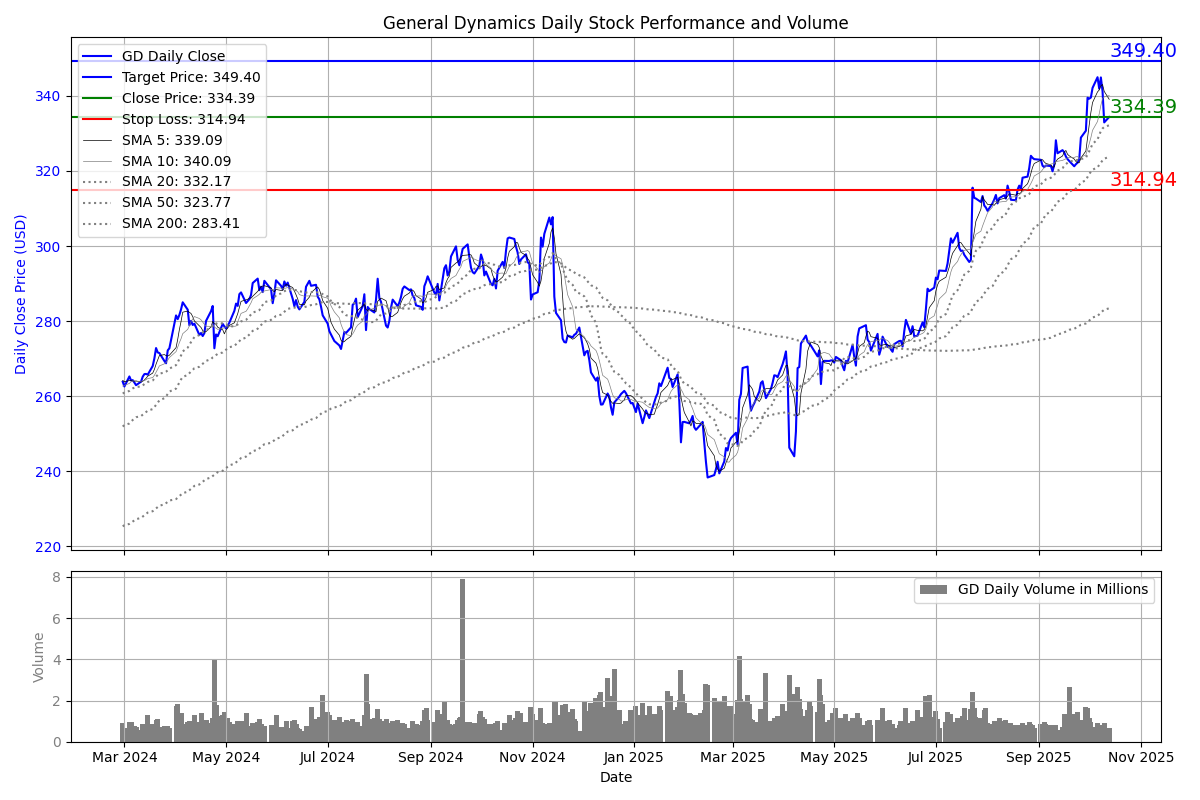 General Dynamics Daily Stock Performance and Volume
GD Daily Close
Target Price: 349.40
Close Price: 334.39
Stop Loss: 314.94
SMA 5: 339.09
SMA 10: 340.09
SMA 20: 332.17
SMA 50: 323.77
SMA 200: 283.41
349.40
334.39
314.94
Daily Close Price (USD)
340
320
300
280
260
240
220
GD Daily Volume in Millions
Volume
8
6
4
2
0
Mar 2024 May 2024 Jul 2024 Sep 2024 Nov 2024 Jan 2025 Mar 2025 May 2025 Jul 2025 Sep 2025 Nov 2025
Date